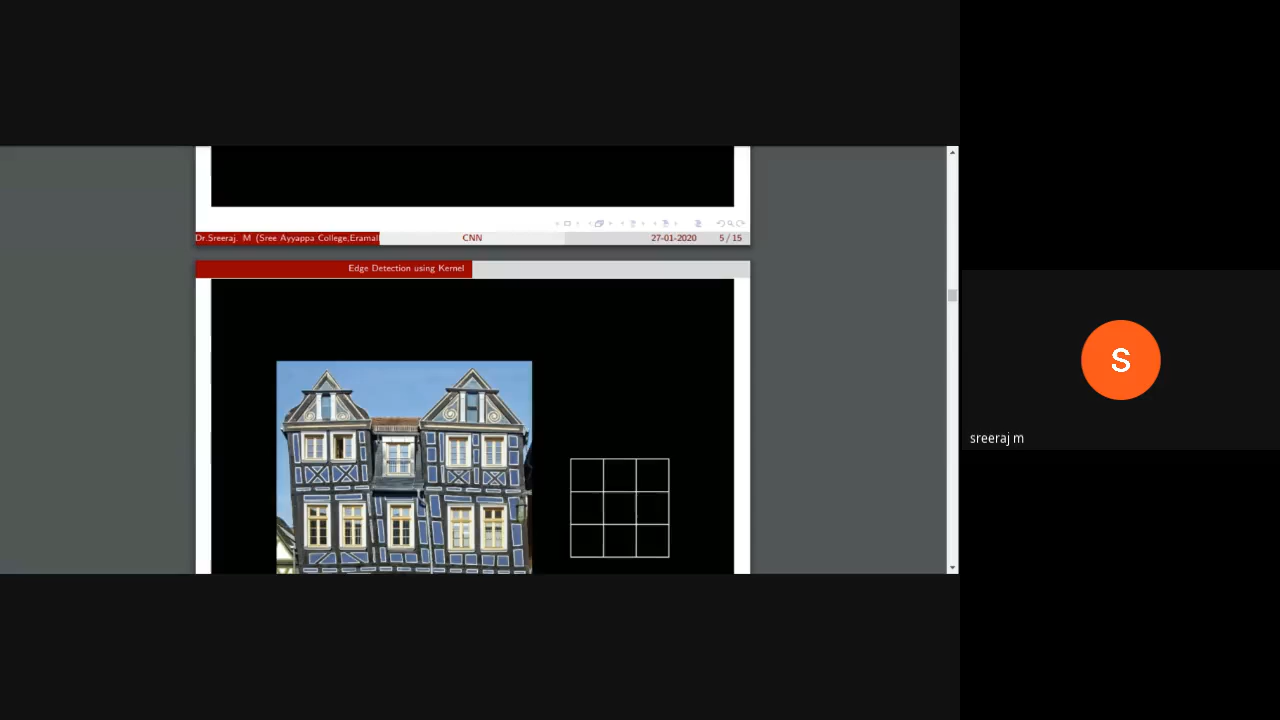 Dr.Sreeraj. M (Sree Ayyappa College,Eramal
CNN
27-01-2020
5 / 15
Edge Detection using Kernel
S
sreeraj m